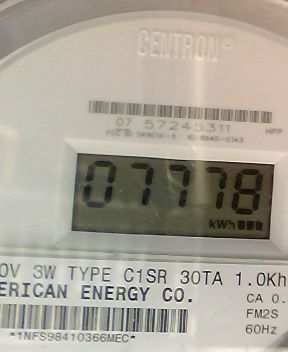 CENTRON®
07 57245311
HPP
07778
kWh
0V 3W TYPE C1SR 30TA 1.0Kh
ERICAN ENERGY CO.
CA 0.
FM2S
60Hz
*1NFS98410366MEC*